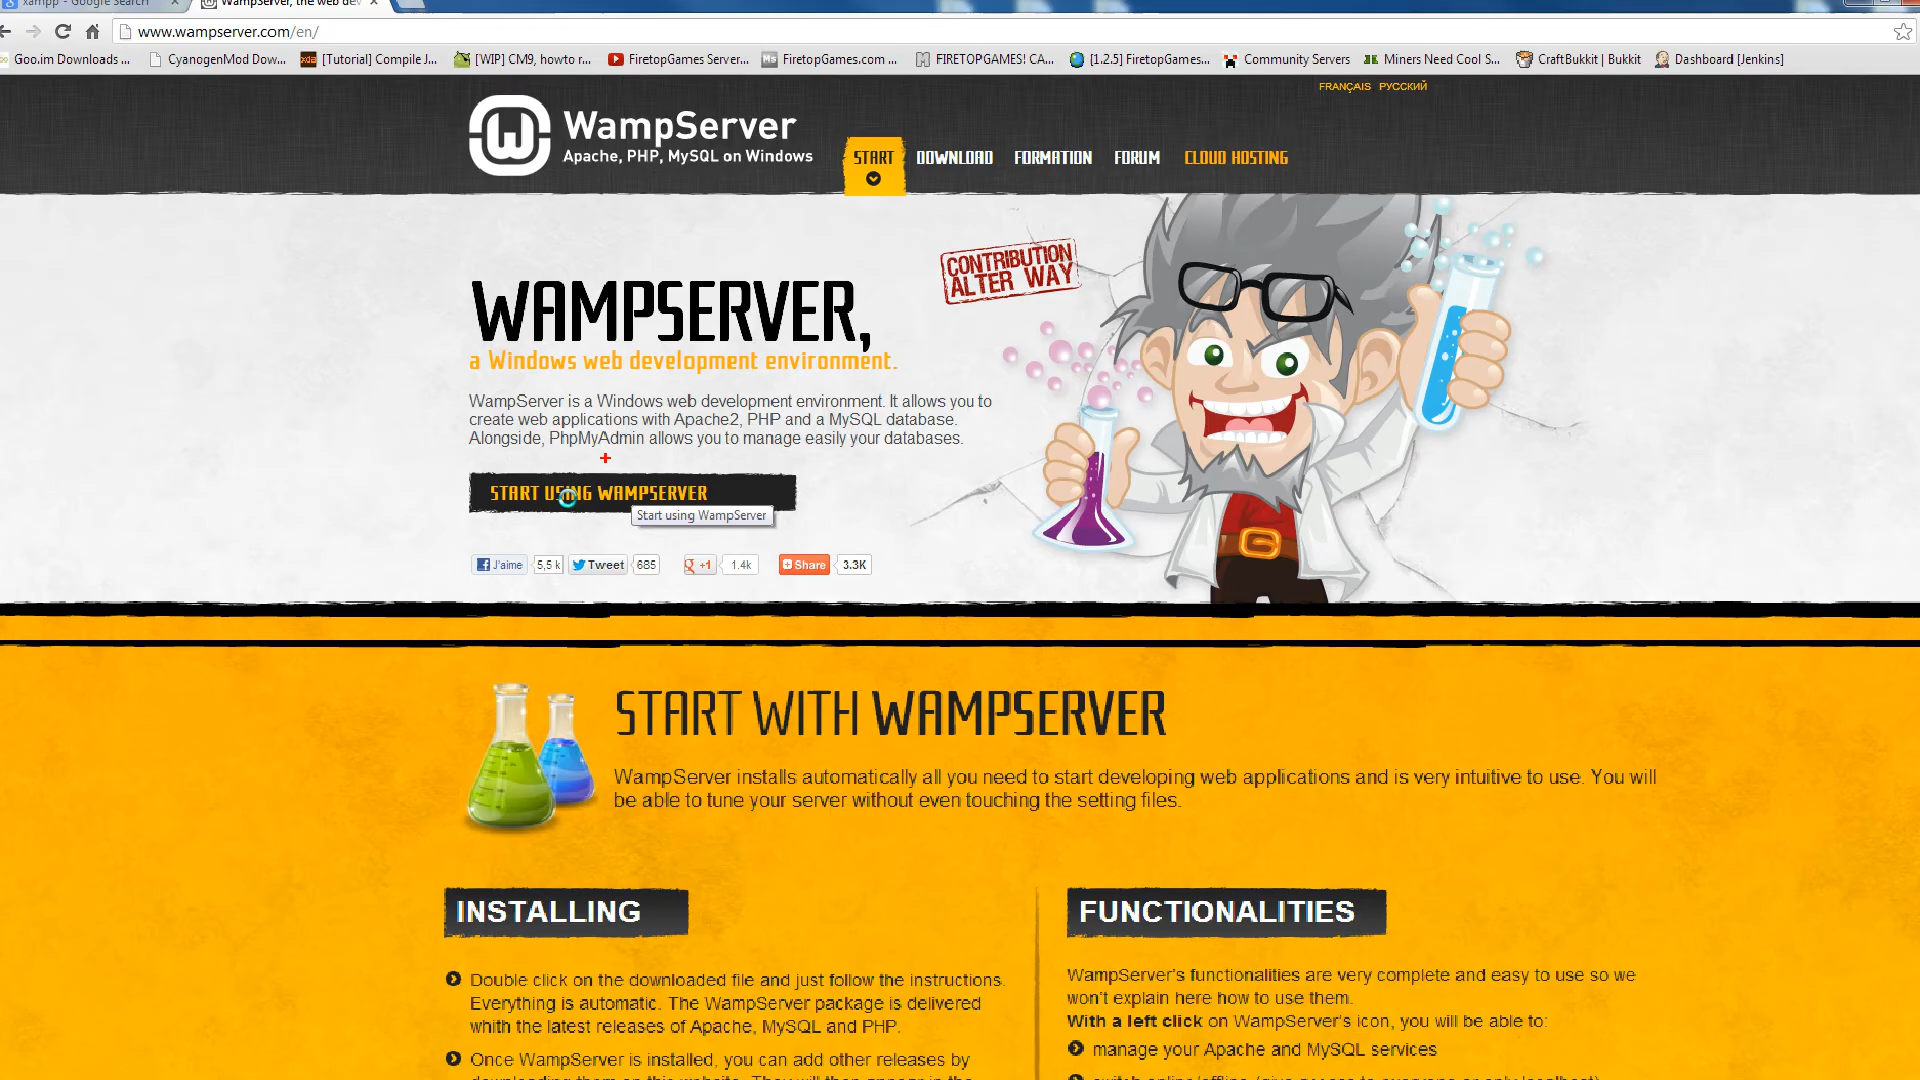 xampp - Google Search
WampServer, the web dev
www.wampserver.com/en/
Goo.im Downloads ...
CyanogenMod Dow...
[Tutorial] Compile J...
[WIP] CM9, howto r...
FiretopGames Server...
FiretopGames.com ...
FIRETOPGAMES! CA...
[1.2.5] FiretopGames...
Community Servers
Miners Need Cool S...
CraftBukkit | Bukkit
Dashboard [Jenkins]
FRANÇAIS РУССКИЙ
WampServer
Apache, PHP, MySQL on Windows
START
DOWNLOAD
FORMATION
FORUM
CLOUD HOSTING
CONTRIBUTION
ALTER WAY
WAMPSERVER,
a Windows web development environment.
WampServer is a Windows web development environment. It allows you to
create web applications with Apache2, PHP and a MySQL database.
Alongside, PhpMyAdmin allows you to manage easily your databases.
START USING WAMPSERVER
Start using WampServer
J'aime
5,5 k
Tweet
685
+1
1.4k
Share
3.3K
START WITH WAMPSERVER
WampServer installs automatically all you need to start developing web applications and is very intuitive to use. You will
be able to tune your server without even touching the setting files.
INSTALLING
Double click on the downloaded file and just follow the instructions.
Everything is automatic. The WampServer package is delivered
whith the latest releases of Apache, MySQL and PHP.
Once WampServer is installed, you can add other releases by
FUNCTIONALITIES
WampServer's functionalities are very complete and easy to use so we
won't explain here how to use them.
With a left click on WampServer's icon, you will be able to:
manage your Apache and MySQL services